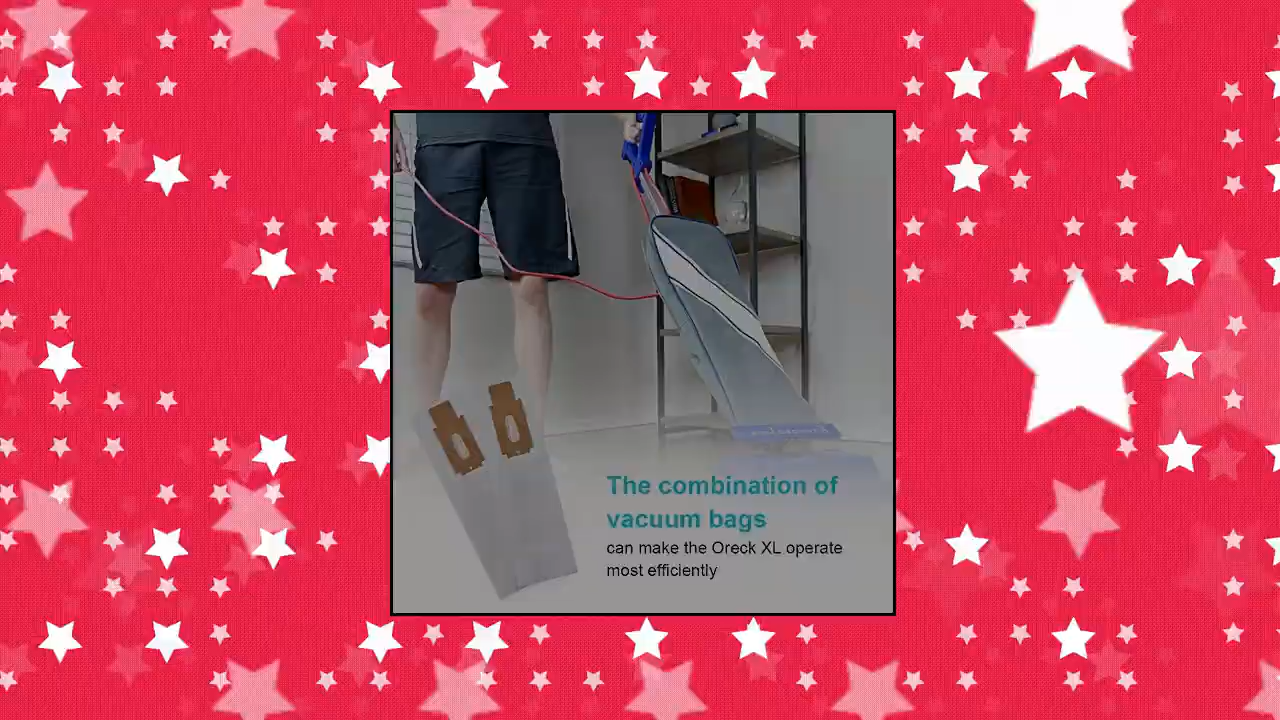 The combination of
vacuum bags
can make the Oreck XL operate
most efficiently